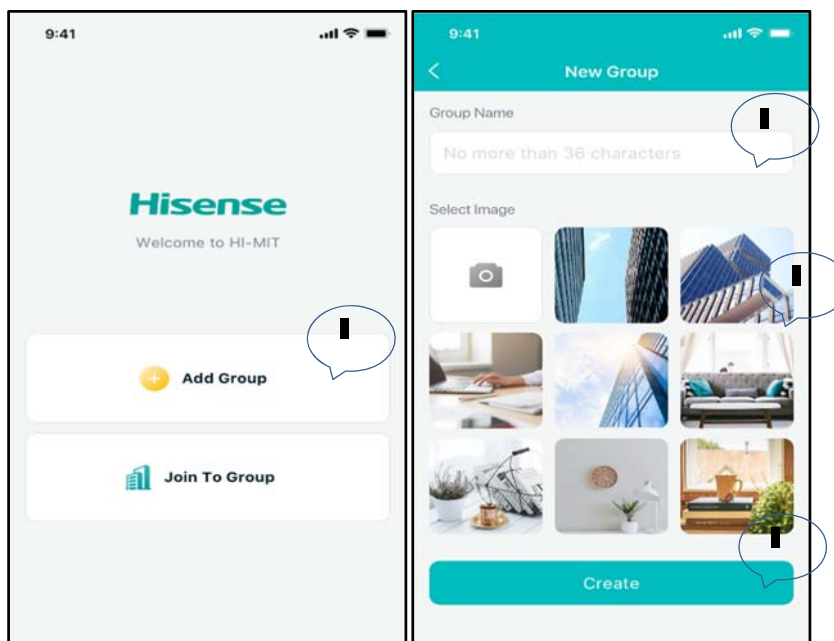 9:41
Hisense
Welcome to HI-MIT
Add Group
Join To Group
9:41
New Group
Group Name
No more than 36 characters
Select Image
Create